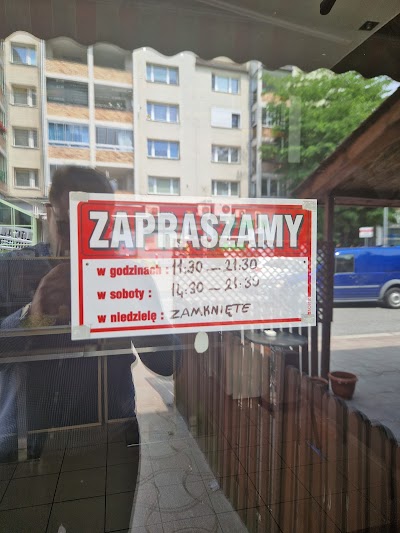 ZAPRASZAMY
w godzinach : 11.30 – 21.30
w soboty : 14.30 – 21.30
w niedzielę : ZAMKNIĘTE